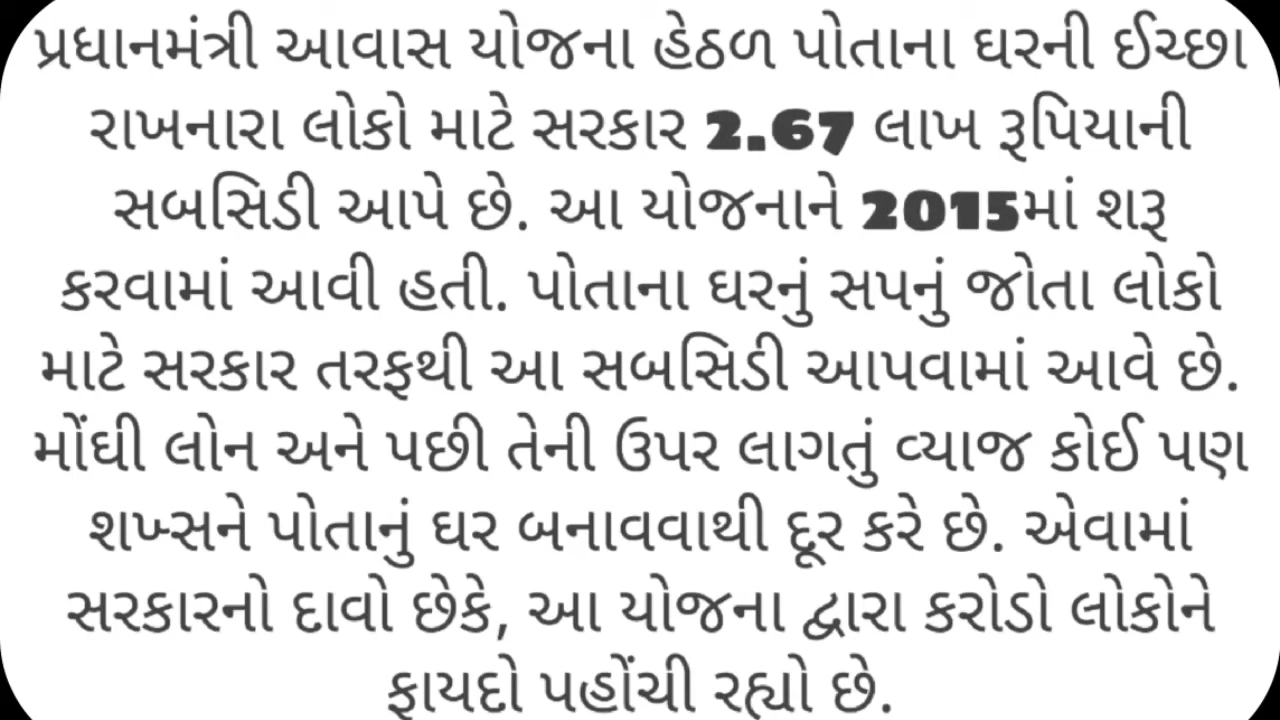 પ્રધાનમંત્રી આવાસ યોજના હેઠળ પોતાના ઘરની ઈચ્છા
રાખનારા લોકો માટે સરકાર 2.67 લાખ રૂપિયાની
સબસિડી આપે છે. આ યોજનાને 2015માં શરૂ
કરવામાં આવી હતી. પોતાના ઘરનું સપનું જોતા લોકો
માટે સરકાર તરફથી આ સબસિડી આપવામાં આવે છે.
મોંઘી લોન અને પછી તેની ઉપર લાગતું વ્યાજ કોઈ પણ
શખ્સને પોતાનું ઘર બનાવવાથી દૂર કરે છે. એવામાં
સરકારનો દાવો છેકે, આ યોજના દ્વારા કરોડો લોકોને
ફાયદો પહોંચી રહ્યો છે.